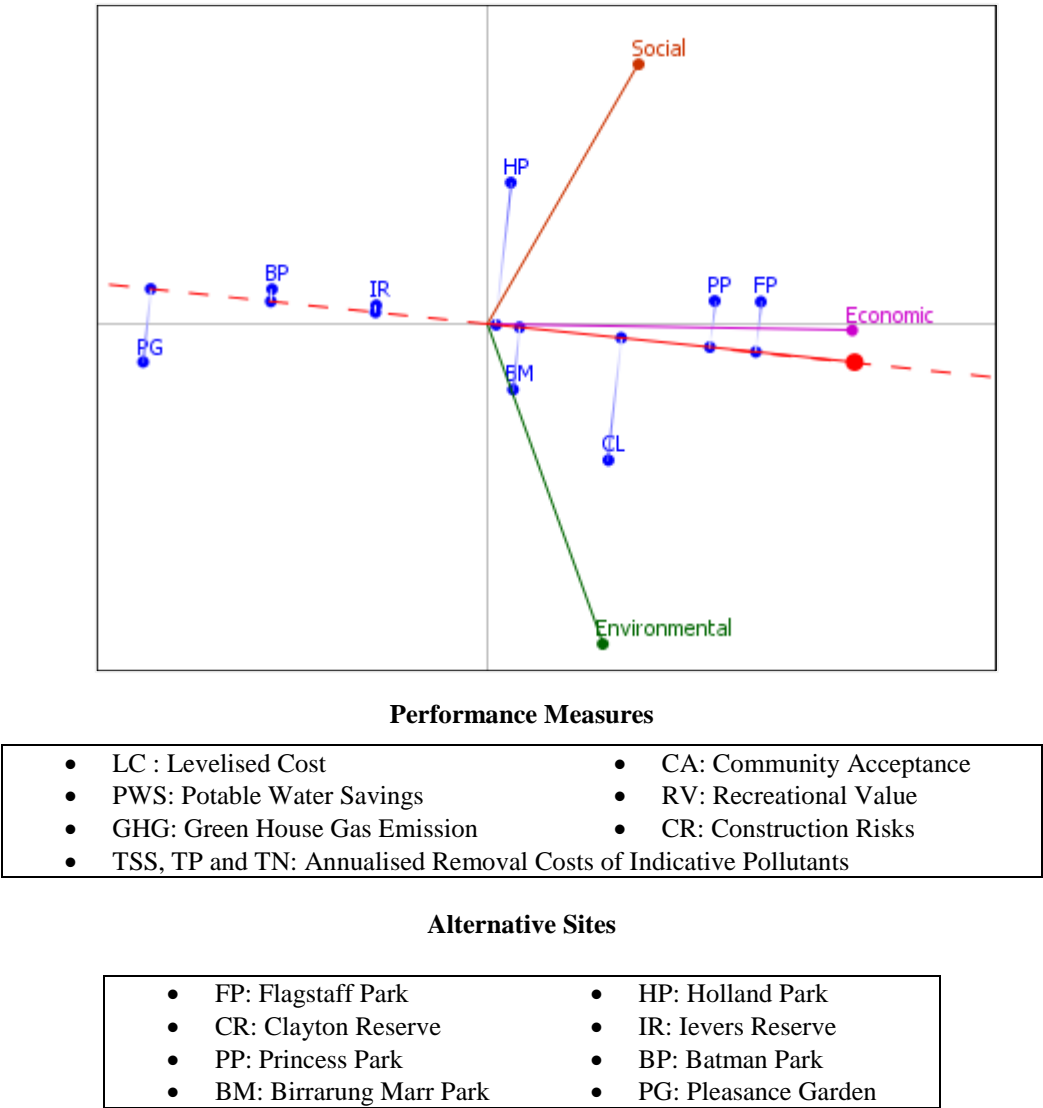 Social
HP
BP
IR
PP FP
Economic
PG
BM
CL
Environmental
Performance Measures
• LC : Levelised Cost
• CA: Community Acceptance
• PWS: Potable Water Savings
• RV: Recreational Value
• GHG: Green House Gas Emission
• CR: Construction Risks
• TSS, TP and TN: Annualised Removal Costs of Indicative Pollutants
Alternative Sites
• FP: Flagstaff Park
• HP: Holland Park
• CR: Clayton Reserve
• IR: Ievers Reserve
• PP: Princess Park
• BP: Batman Park
• BM: Birrarung Marr Park
• PG: Pleasance Garden